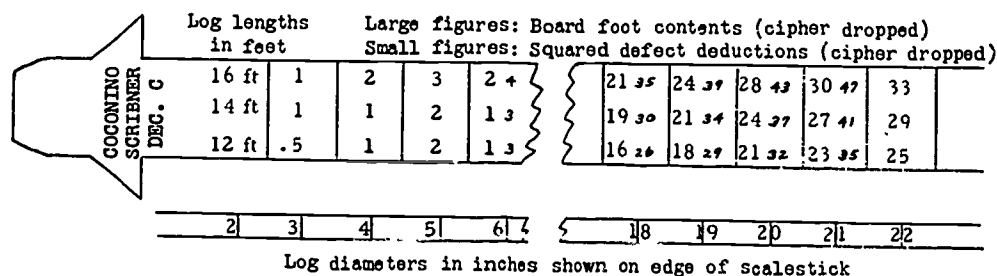 Log lengths Large figures: Board foot contents (cipher dropped)
in feet Small figures: Squared defect deductions (cipher dropped)
COCONINO
SCRIBNER
DEC. C
16 ft 1 2 3 2 4 21 35 24 39 28 43 30 47 33
14 ft 1 1 2 1 3 19 30 21 34 24 37 27 41 29
12 ft .5 1 2 1 3 16 26 18 29 21 32 23 35 25
2 3 4 5 6 18 19 20 21 22
Log diameters in inches shown on edge of scalestick